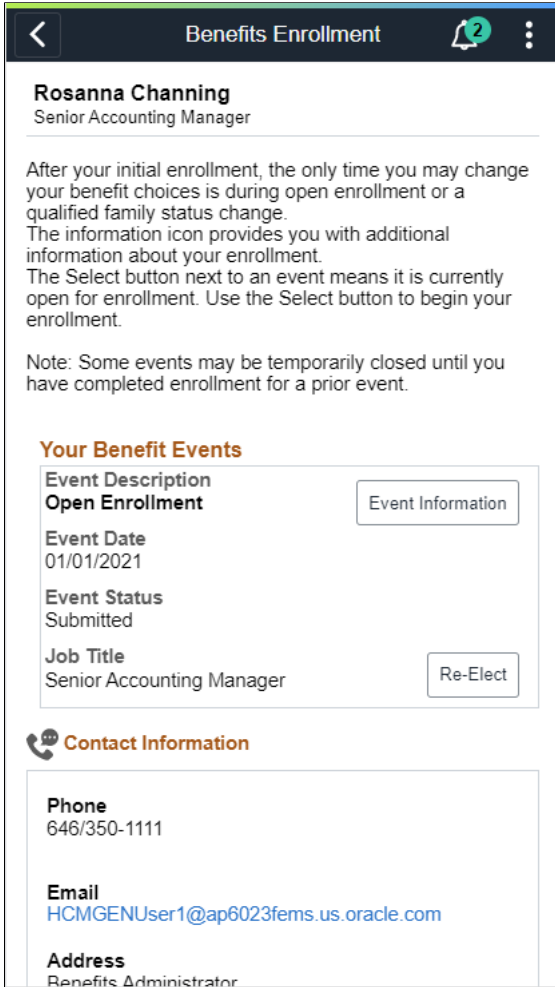 Benefits Enrollment
2
Rosanna Channing
Senior Accounting Manager
After your initial enrollment, the only time you may change
your benefit choices is during open enrollment or a
qualified family status change.
The information icon provides you with additional
information about your enrollment.
The Select button next to an event means it is currently
open for enrollment. Use the Select button to begin your
enrollment.
Note: Some events may be temporarily closed until you
have completed enrollment for a prior event.
Your Benefit Events
Event Description
Open Enrollment
Event Information
Event Date
01/01/2021
Event Status
Submitted
Job Title
Senior Accounting Manager
Re-Elect
Contact Information
Phone
646/350-1111
Email
HCMGENUser1@ap6023fems.us.oracle.com
Address
Benefits Administrator